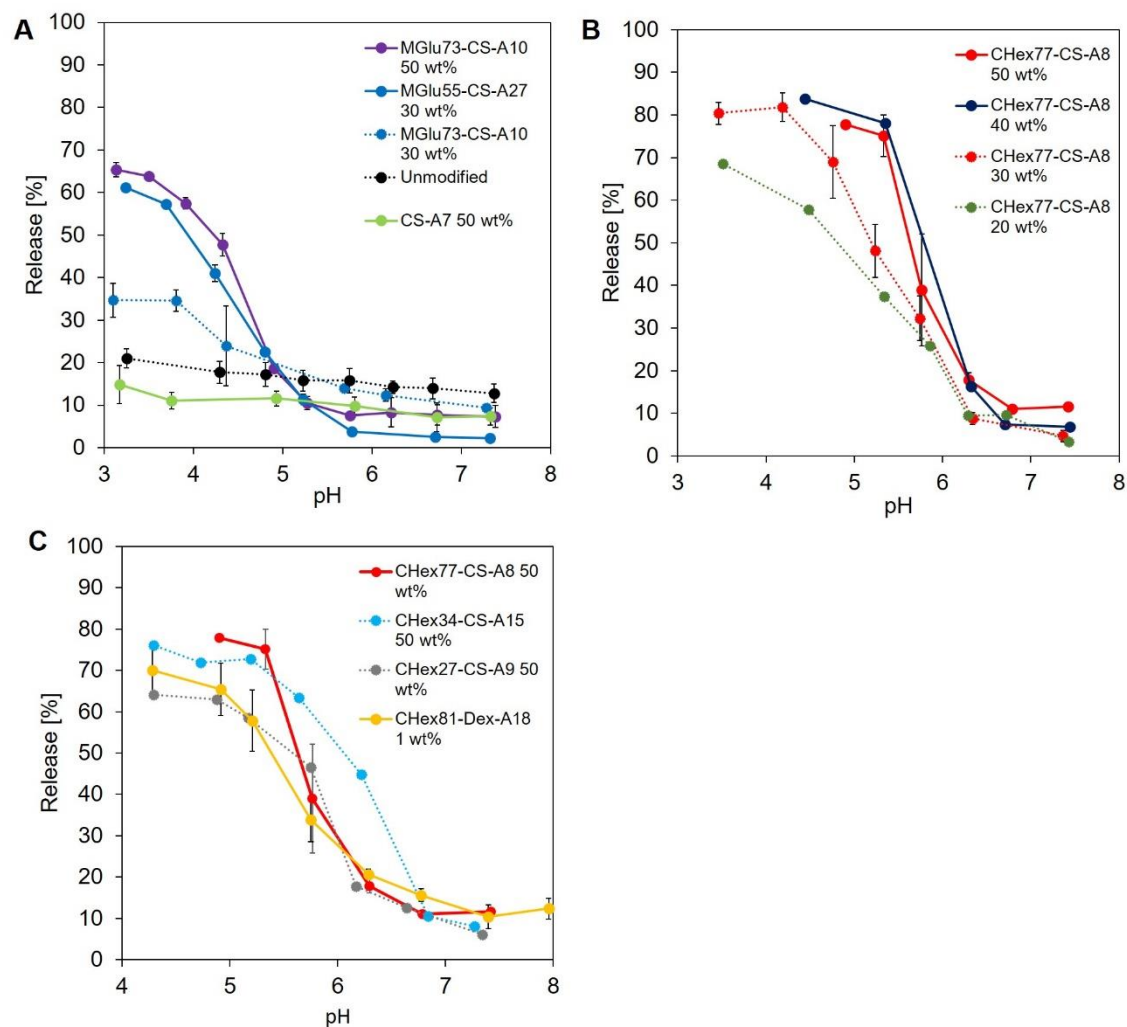 A
100
90
80
70
60
50
40
30
20
10
0
Release [%]
3 4 5 6 7 8
pH
MGlu73-CS-A10
50 wt%
MGlu55-CS-A27
30 wt%
MGlu73-CS-A10
30 wt%
Unmodified
CS-A7 50 wt%
B
100
90
80
70
60
50
40
30
20
10
0
Release [%]
3 4 5 6 7 8
pH
CHex77-CS-A8
50 wt%
CHex77-CS-A8
40 wt%
CHex77-CS-A8
30 wt%
CHex77-CS-A8
20 wt%
C
100
90
80
70
60
50
40
30
20
10
0
Release [%]
4 5 6 7 8
pH
CHex77-CS-A8 50
wt%
CHex34-CS-A15
50 wt%
CHex27-CS-A9 50
wt%
CHex81-Dex-A18
1 wt%